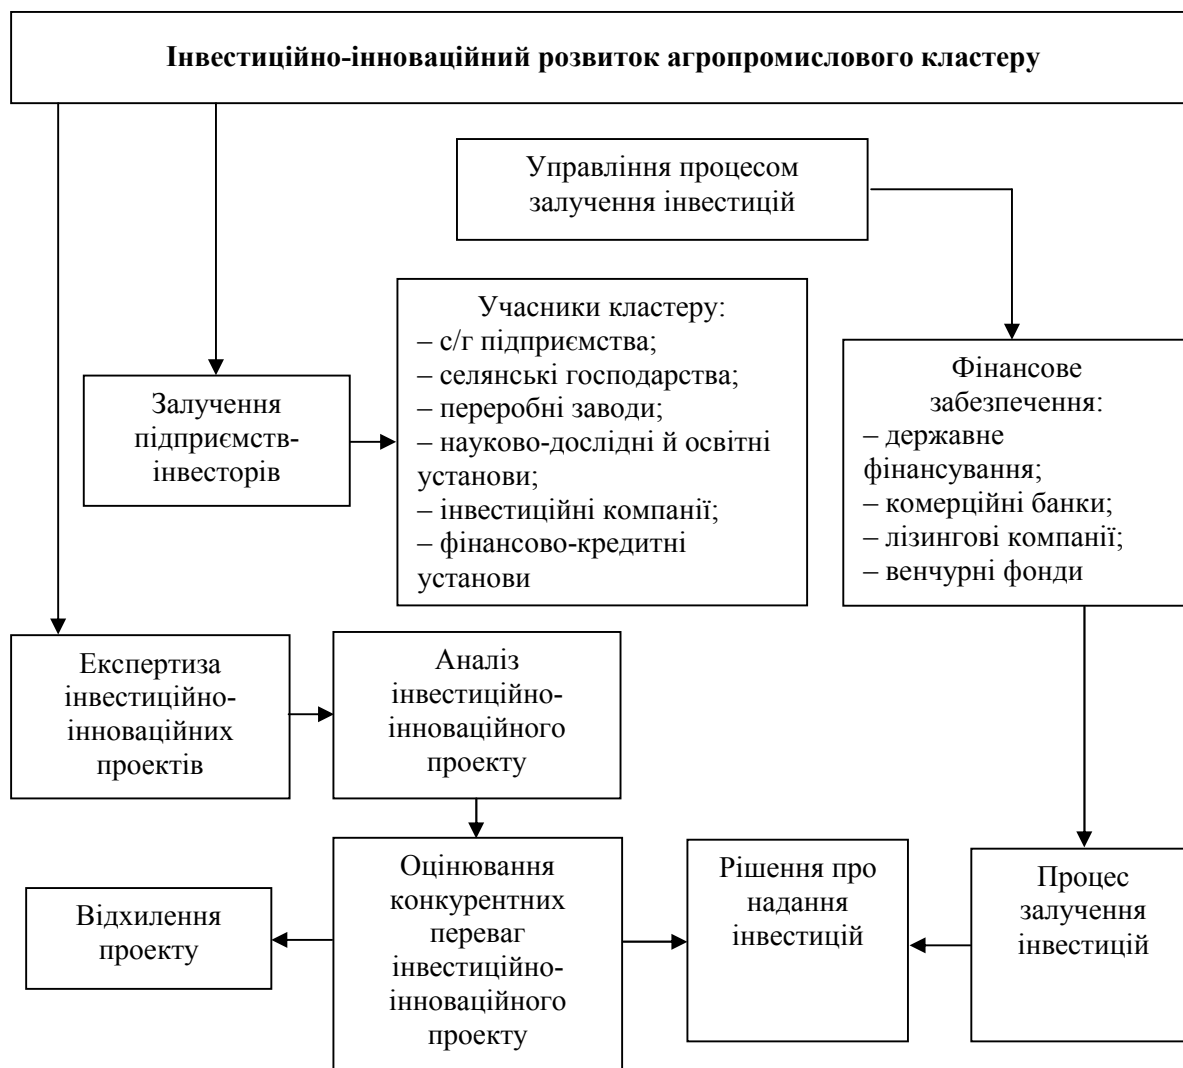 Інвестиційно-інноваційний розвиток агропромислового кластеру
Управління процесом
залучення інвестицій
Учасники кластеру:
– с/г підприємства;
– селянські господарства;
– переробні заводи;
– науково-дослідні й освітні
установи;
– інвестиційні компанії;
– фінансово-кредитні
установи
Залучення
підприємств-
інвесторів
Фінансове
забезпечення:
– державне
фінансування;
– комерційні банки;
– лізингові компанії;
– венчурні фонди
Експертиза
інвестиційно-
інноваційних
проектів
Аналіз
інвестиційно-
інноваційного
проекту
Відхилення
проекту
Оцінювання
конкурентних
переваг
інвестиційно-
інноваційного
проекту
Рішення про
надання
інвестицій
Процес
залучення
інвестицій